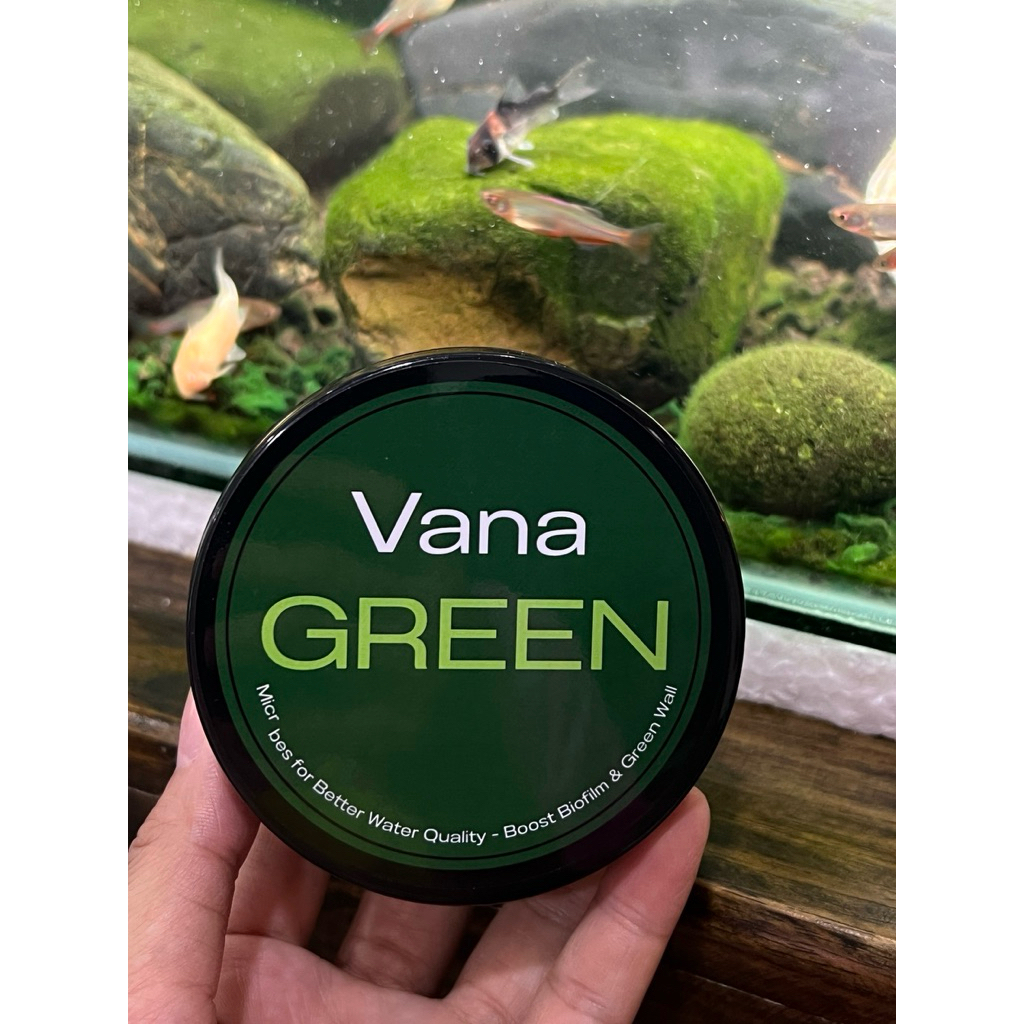 Vana
GREEN
Micr bes for Better Water Quality - Boost Biofilm & Green Wall